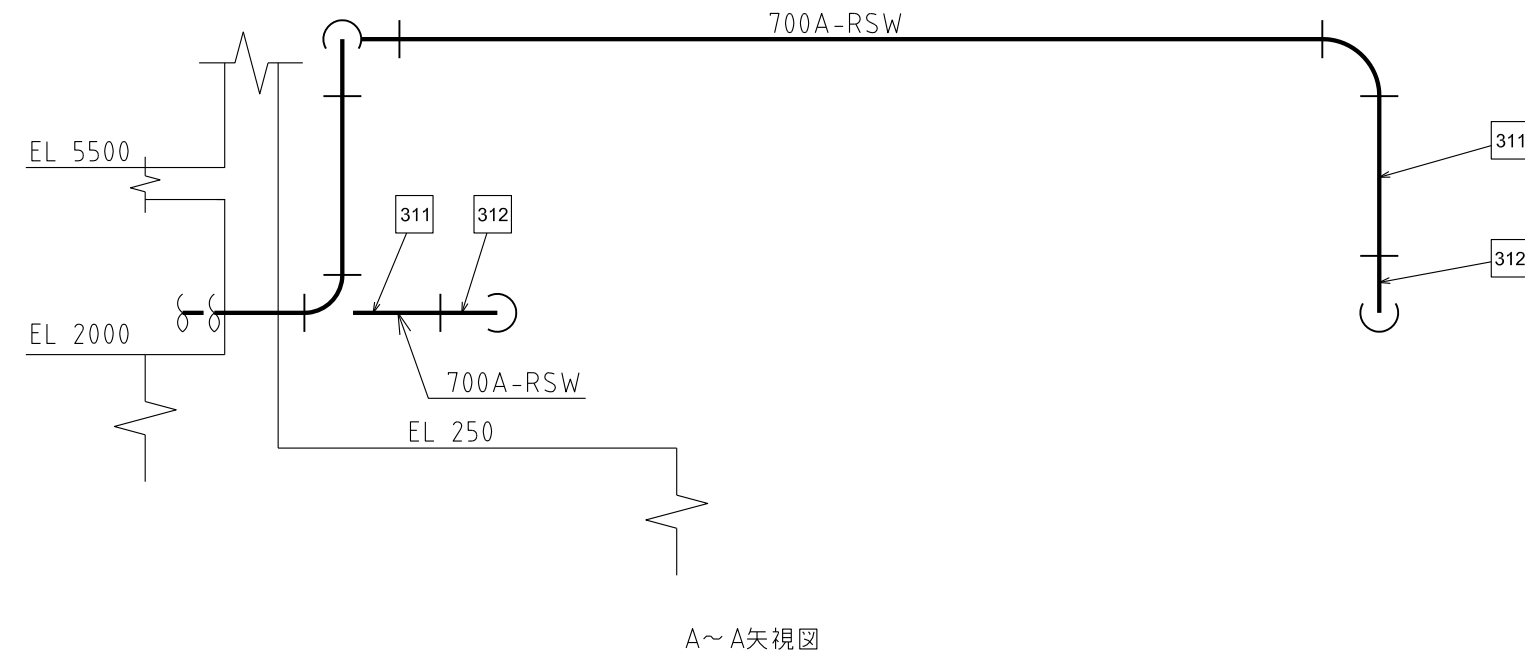 700A-RSW
311
EL 5500
311
312
312
EL 2000
700A-RSW
EL 250
A～A矢視図